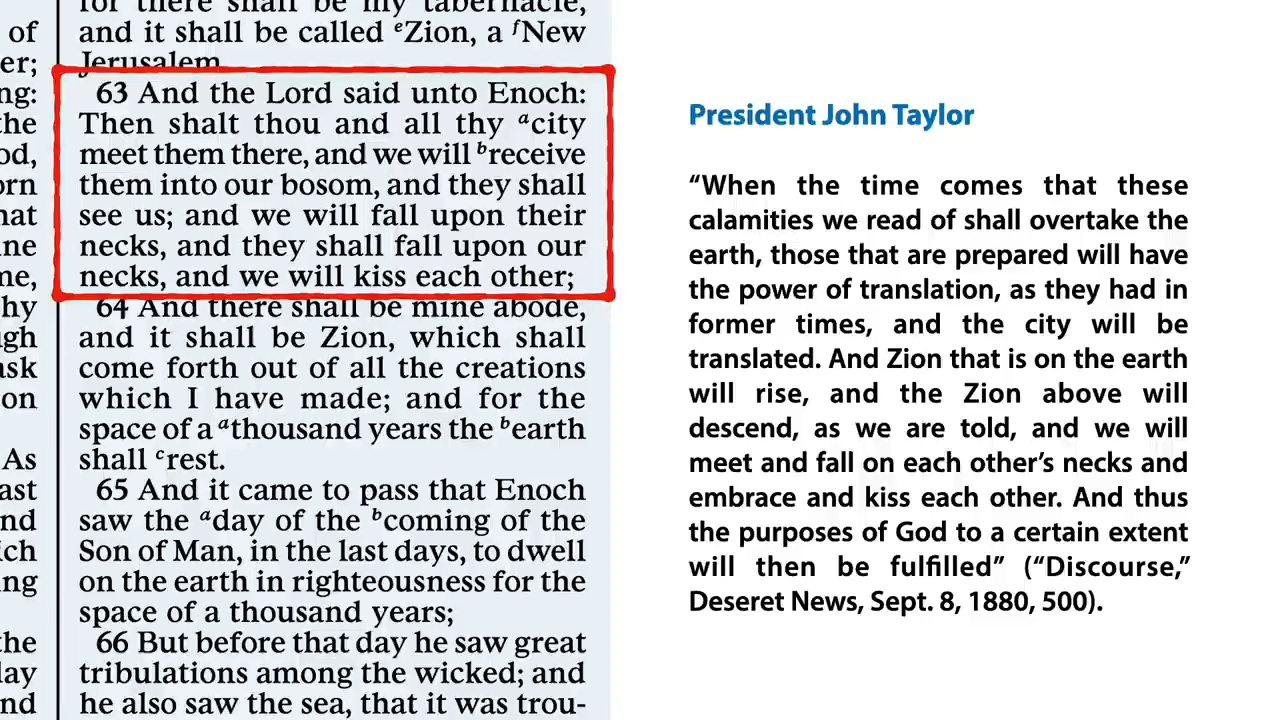 of
er;
ng:
the
od,
orn
hat
ine
me,
hy
ugh
ask
on
As
ast
nd
ich
ing
the
lay
nd
for there shall be my tabernacle,
and it shall be called eZion, a fNew
Jerusalem.
63 And the Lord said unto Enoch:
Then shalt thou and all thy acity
meet them there, and we will breceive
them into our bosom, and they shall
see us; and we will fall upon their
necks, and they shall fall upon our
necks, and we will kiss each other;
64 And there shall be mine abode,
and it shall be Zion, which shall
come forth out of all the creations
which I have made; and for the
space of a athousand years the bearth
shall crest.
65 And it came to pass that Enoch
saw the aday of the bcoming of the
Son of Man, in the last days, to dwell
on the earth in righteousness for the
space of a thousand years;
66 But before that day he saw great
tribulations among the wicked; and
he also saw the sea, that it was trou-
President John Taylor
“When the time comes that these
calamities we read of shall overtake the
earth, those that are prepared will have
the power of translation, as they had in
former times, and the city will be
translated. And Zion that is on the earth
will rise, and the Zion above will
descend, as we are told, and we will
meet and fall on each other’s necks and
embrace and kiss each other. And thus
the purposes of God to a certain extent
will then be fulfilled” (“Discourse,”
Deseret News, Sept. 8, 1880, 500).